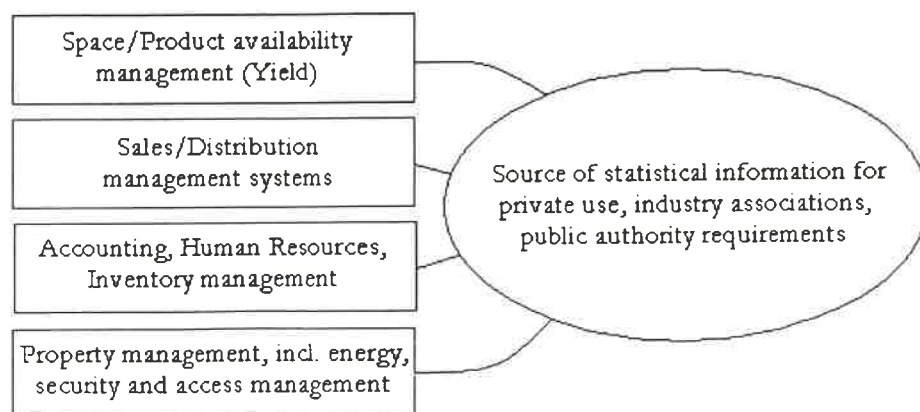 Space/Product availability
management (Yield)
Sales/Distribution
management systems
Accounting, Human Resources,
Inventory management
Property management, incl. energy,
security and access management
Source of statistical information for
private use, industry associations,
public authority requirements